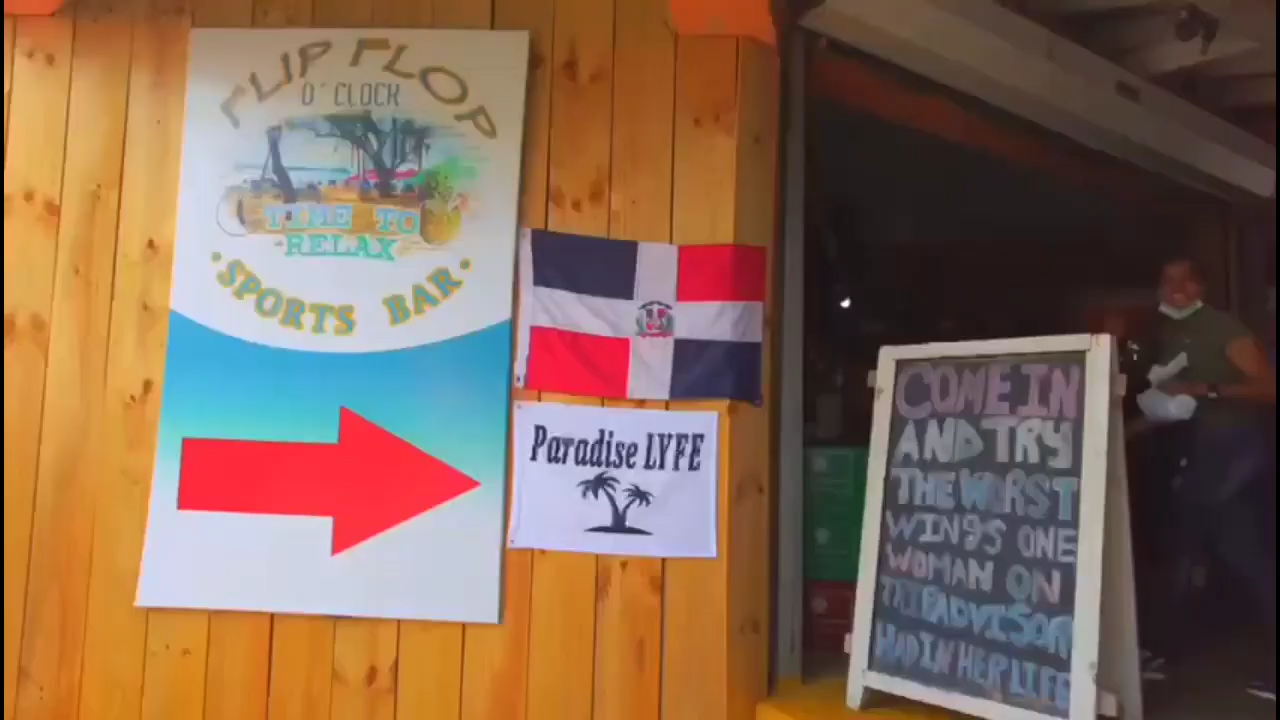 FLIP FLOP
O'CLOCK
TIME TO
RELAX
SPORTS BAR
Paradise LYFE
COME IN
AND TRY
THE WORST
WINGS ONE
WOMAN ON
TRIPADVISOR
HAD IN HER LIFE